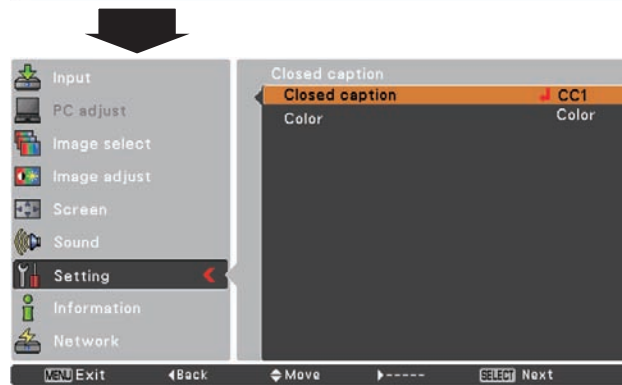 Closed caption
Input
Closed caption CC1
PC adjust
Color Color
Image select
Image adjust
Screen
Sound
Setting
Information
Network
MENU Exit Back Move ----- SELECT Next